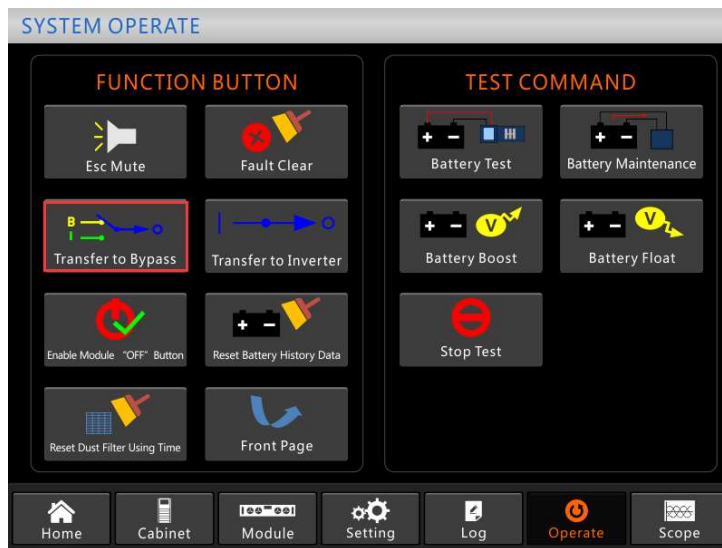 SYSTEM OPERATE
FUNCTION BUTTON
Esc Mute
Fault Clear
B
I
Transfer to Bypass
Transfer to Inverter
Enable Module “OFF” Button
Reset Battery History Data
Reset Dust Filter Using Time
Front Page
TEST COMMAND
+ -
Battery Test
+ -
Battery Maintenance
+ - V
Battery Boost
+ - V
Battery Float
Stop Test
Home
Cabinet
Module
Setting
Log
Operate
Scope